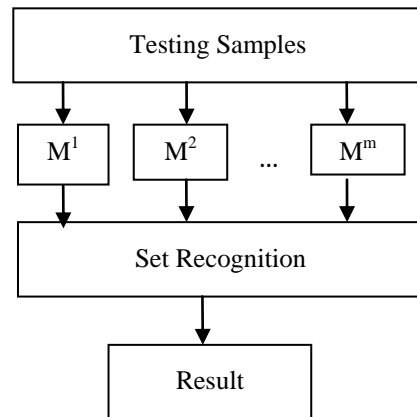 Testing Samples
M¹ M² ... Mᵐ
Set Recognition
Result